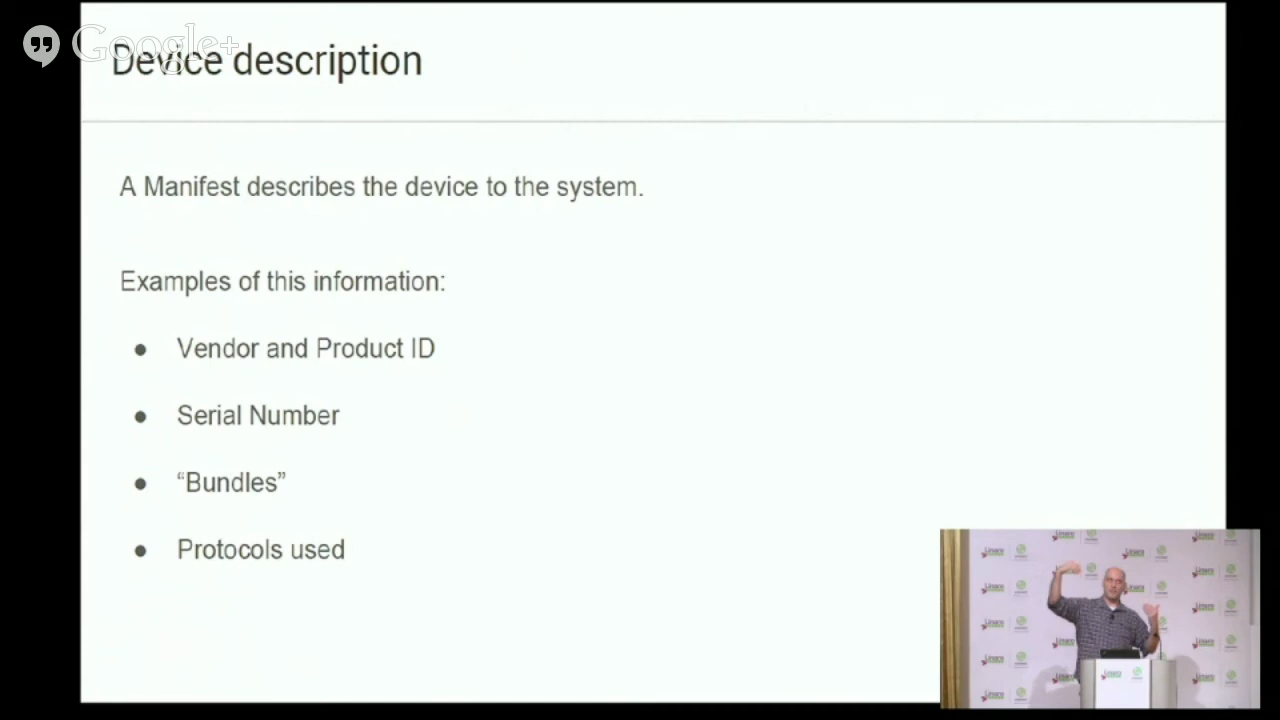 Google+
Device description
A Manifest describes the device to the system.
Examples of this information:
● Vendor and Product ID
● Serial Number
● “Bundles”
● Protocols used
Linaro